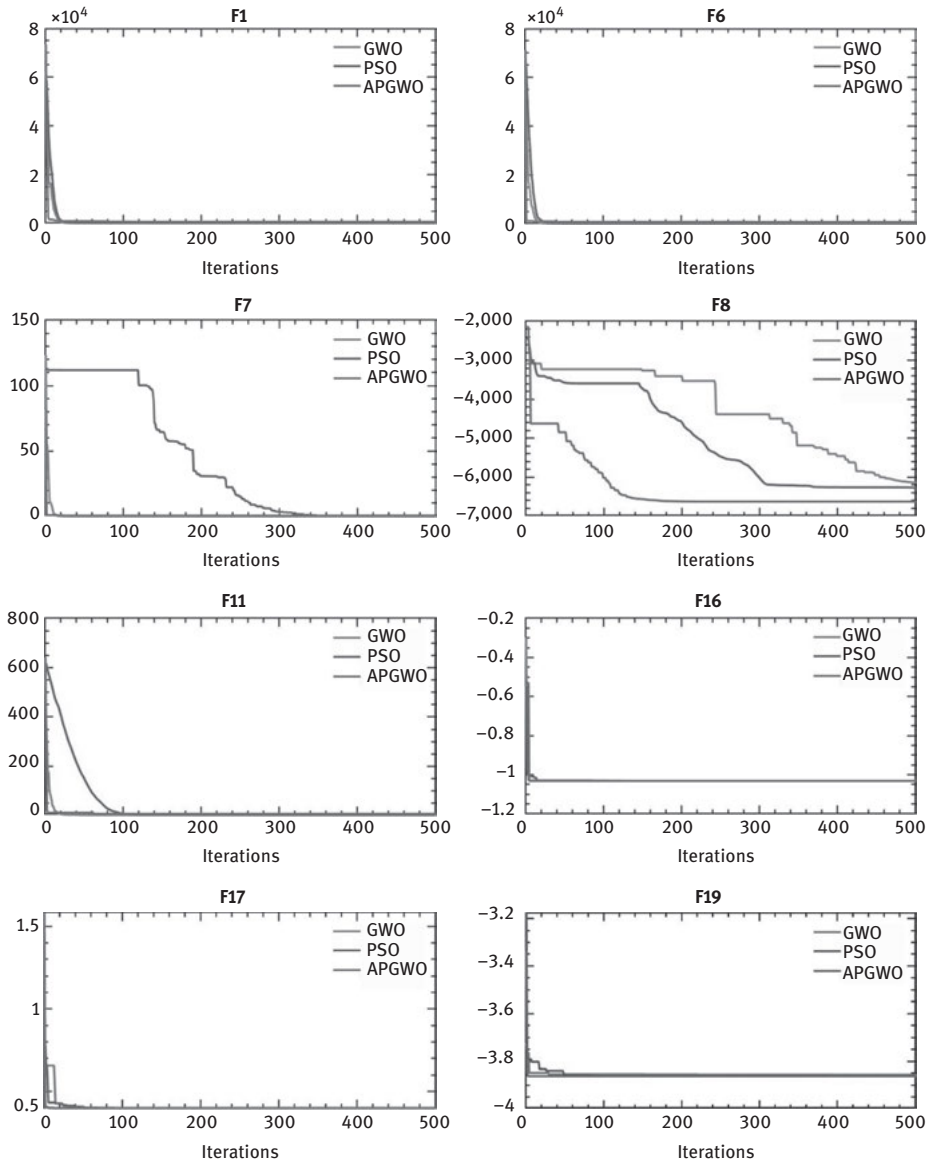 F1
×10⁴
8
6
4
2
0
0 100 200 300 400 500
Iterations
GWO
PSO
APGWO
F6
×10⁴
8
6
4
2
0
0 100 200 300 400 500
Iterations
GWO
PSO
APGWO
F7
150
100
50
0
0 100 200 300 400 500
Iterations
GWO
PSO
APGWO
F8
−2,000
−3,000
−4,000
−5,000
−6,000
−7,000
0 100 200 300 400 500
Iterations
GWO
PSO
APGWO
F11
800
600
400
200
0
0 100 200 300 400 500
Iterations
GWO
PSO
APGWO
F16
−0.2
−0.4
−0.6
−0.8
−1
−1.2
0 100 200 300 400 500
Iterations
GWO
PSO
APGWO
F17
1.5
1
0.5
0 100 200 300 400 500
Iterations
GWO
PSO
APGWO
F19
−3.2
−3.4
−3.6
−3.8
−4
0 100 200 300 400 500
Iterations
GWO
PSO
APGWO